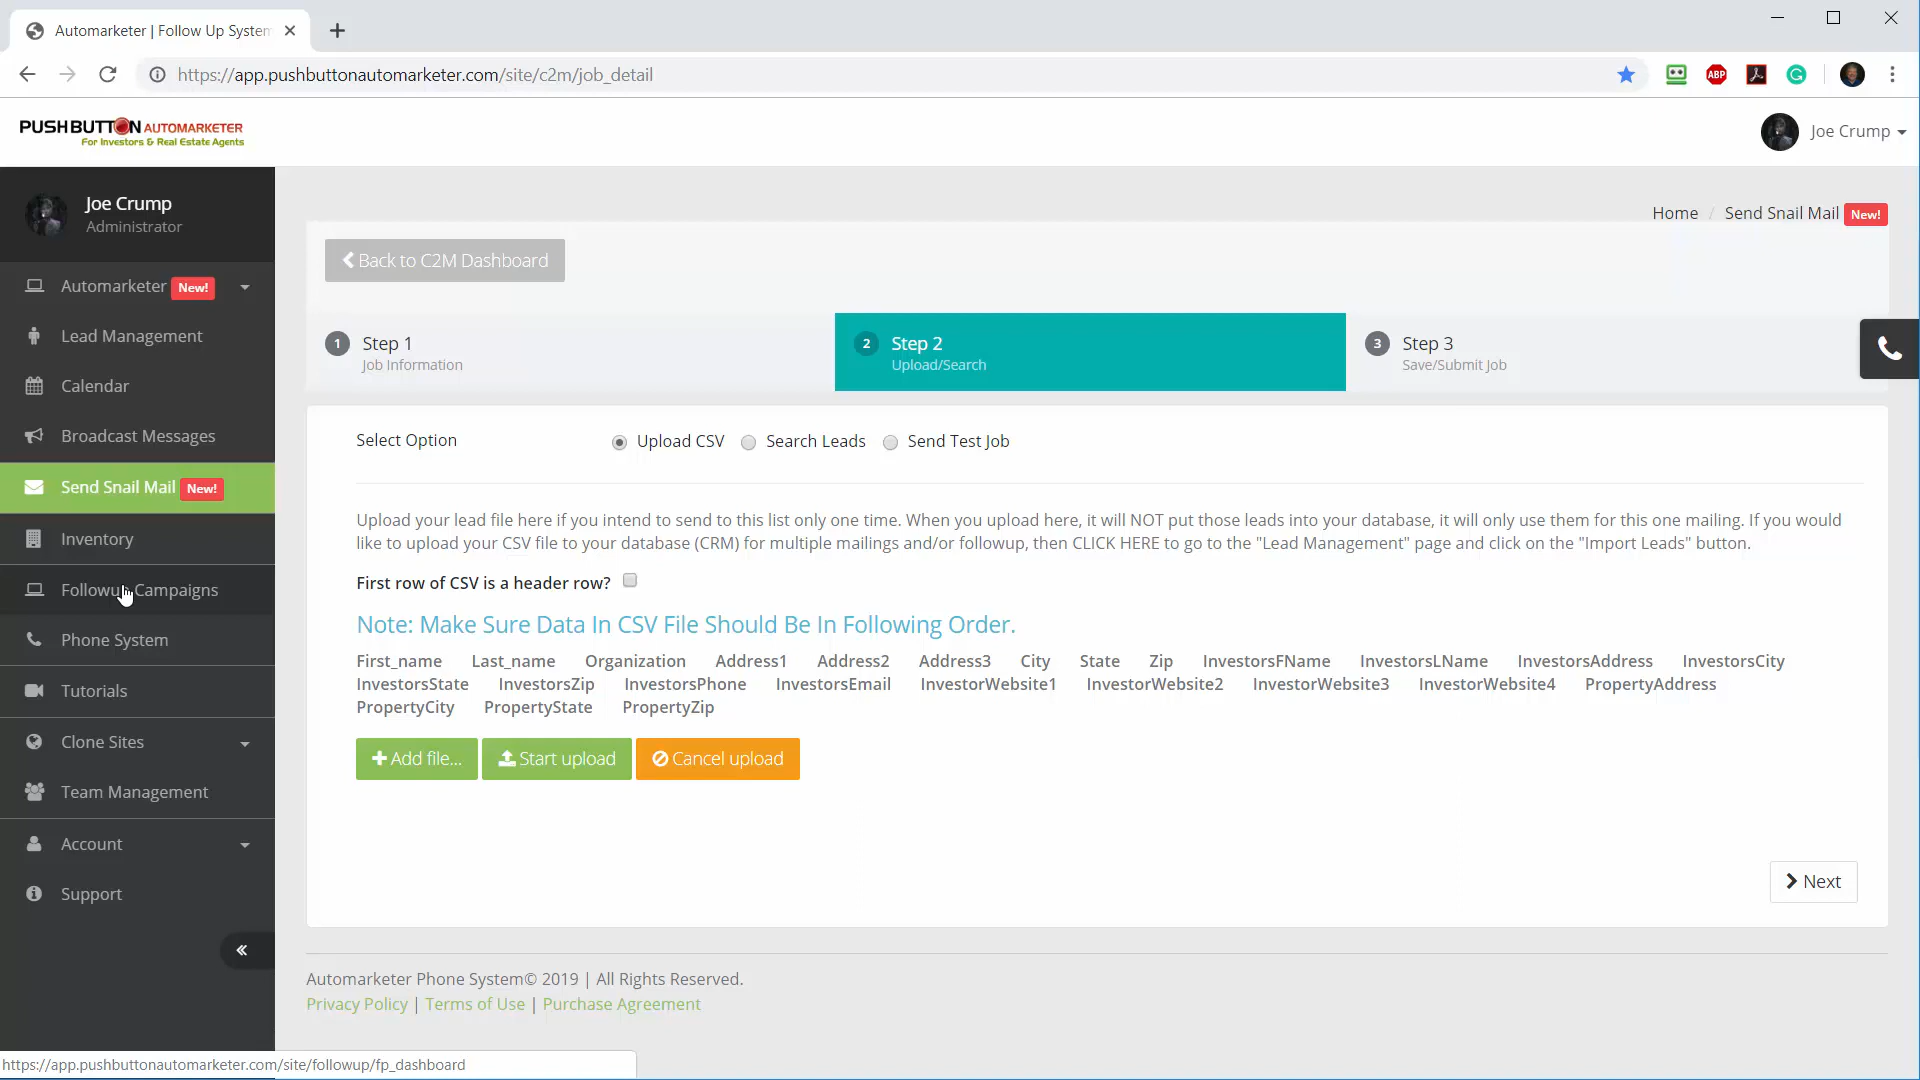 Automarketer | Follow Up System
https://app.pushbuttonautomarketer.com/site/c2m/job_detail
ABP
PUSH BUTTON AUTOMARKETER
For Investors & Real Estate Agents
Joe Crump
Joe Crump
Administrator
Automarketer New!
Lead Management
Calendar
Broadcast Messages
Send Snail Mail New!
Inventory
Followup Campaigns
Phone System
Tutorials
Clone Sites
Team Management
Account
Support
Home / Send Snail Mail New!
Back to C2M Dashboard
1 Step 1
Job Information
2 Step 2
Upload/Search
3 Step 3
Save/Submit Job
Select Option Upload CSV Search Leads Send Test Job
Upload your lead file here if you intend to send to this list only one time. When you upload here, it will NOT put those leads into your database, it will only use them for this one mailing. If you would
like to upload your CSV file to your database (CRM) for multiple mailings and/or followup, then CLICK HERE to go to the "Lead Management" page and click on the "Import Leads" button.
First row of CSV is a header row?
Note: Make Sure Data In CSV File Should Be In Following Order.
First_name Last_name Organization Address1 Address2 Address3 City State Zip InvestorsFName InvestorsLName InvestorsAddress InvestorsCity
InvestorsState InvestorsZip InvestorsPhone InvestorsEmail InvestorWebsite1 InvestorWebsite2 InvestorWebsite3 InvestorWebsite4 PropertyAddress
PropertyCity PropertyState PropertyZip
Add file... Start upload Cancel upload
Next
Automarketer Phone System© 2019 | All Rights Reserved.
Privacy Policy | Terms of Use | Purchase Agreement
https://app.pushbuttonautomarketer.com/site/followup/fp_dashboard